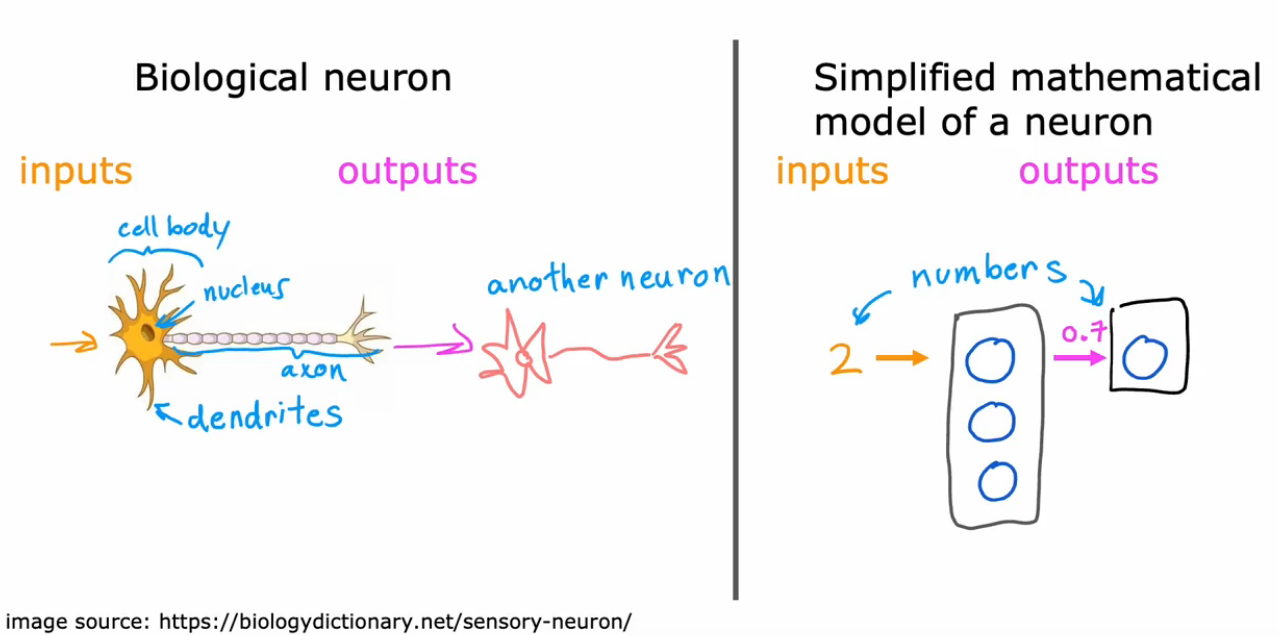 Biological neuron
inputs
outputs
cell body
nucleus
another neuron
axon
dendrites
Simplified mathematical
model of a neuron
inputs
outputs
numbers
0.7
2
image source: https://biologydictionary.net/sensory-neuron/